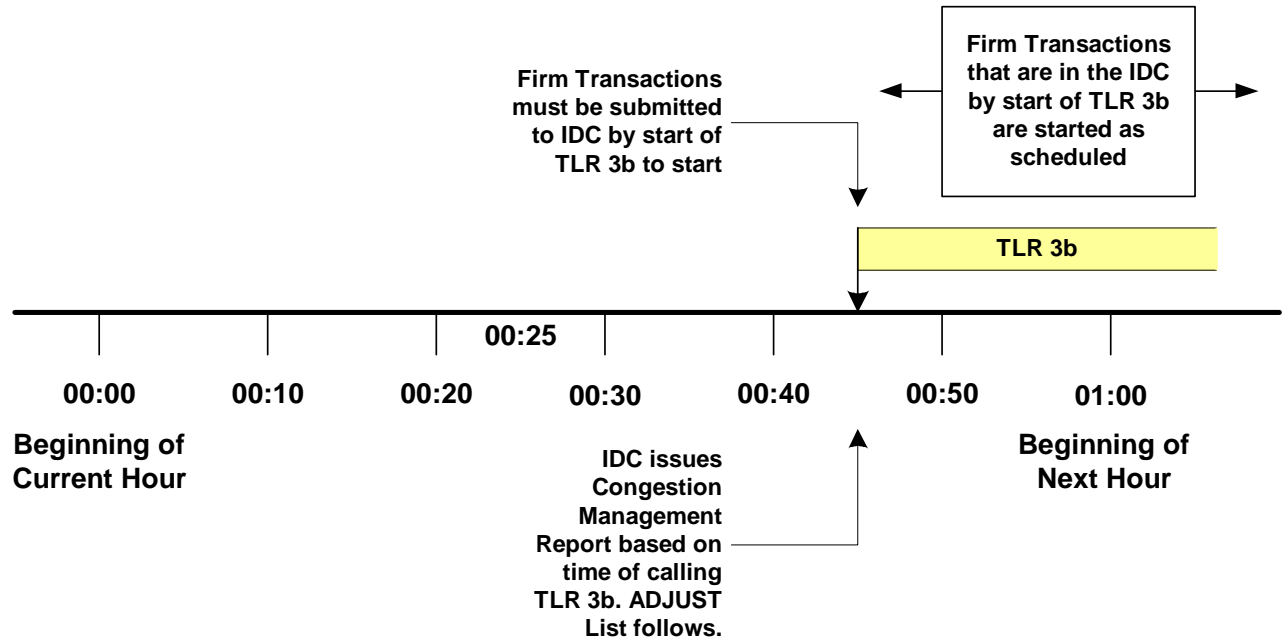 Firm Transactions
must be submitted
to IDC by start of
TLR 3b to start
Firm Transactions
that are in the IDC
by start of TLR 3b
are started as
scheduled
TLR 3b
00:25
00:00
00:10
00:20
00:30
00:40
00:50
01:00
Beginning of
Current Hour
Beginning of
Next Hour
IDC issues
Congestion
Management
Report based on
time of calling
TLR 3b. ADJUST
List follows.